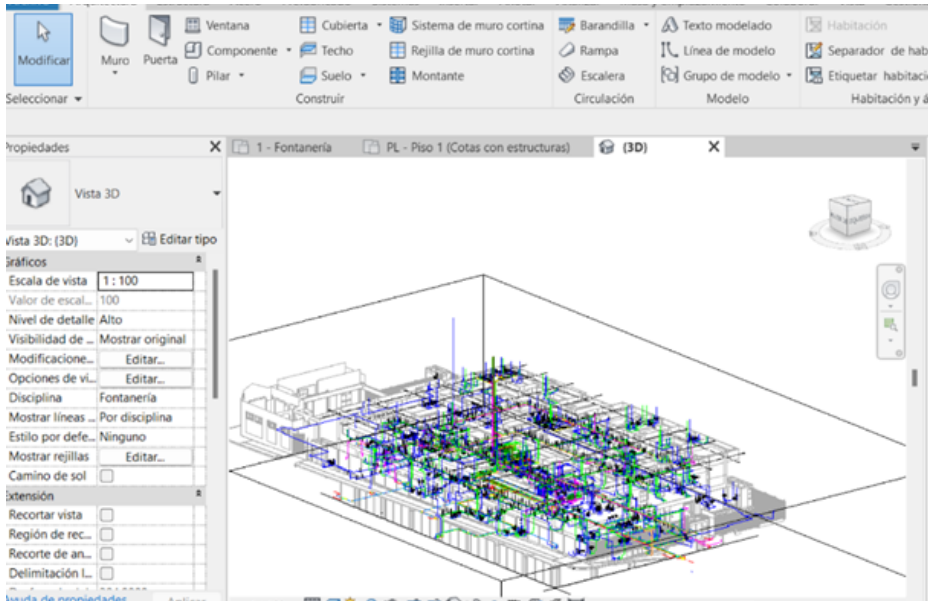 Ventana
Cubierta
Sistema de muro cortina
Barandilla
Texto modelado
Habitación
Componente
Techo
Rejilla de muro cortina
Rampa
Línea de modelo
Separador de hab
Modificar
Muro
Puerta
Pilar
Suelo
Montante
Escalera
Grupo de modelo
Etiquetar habitaci
Seleccionar
Construir
Circulación
Modelo
Habitación y á
Propiedades
1 - Fontanería
PL - Piso 1 (Cotas con estructuras)
(3D)
Vista 3D
Vista 3D: (3D)
Editar tipo
Gráficos
Escala de vista 1 : 100
Valor de escal... 100
Nivel de detalle Alto
Visibilidad de ... Mostrar original
Modificacione... Editar...
Opciones de vi... Editar...
Disciplina Fontanería
Mostrar líneas ... Por disciplina
Estilo por defe... Ninguno
Mostrar rejillas Editar...
Camino de sol
Extensión
Recortar vista
Región de rec...
Recorte de an...
Delimitación l...
Ayuda de propiedades